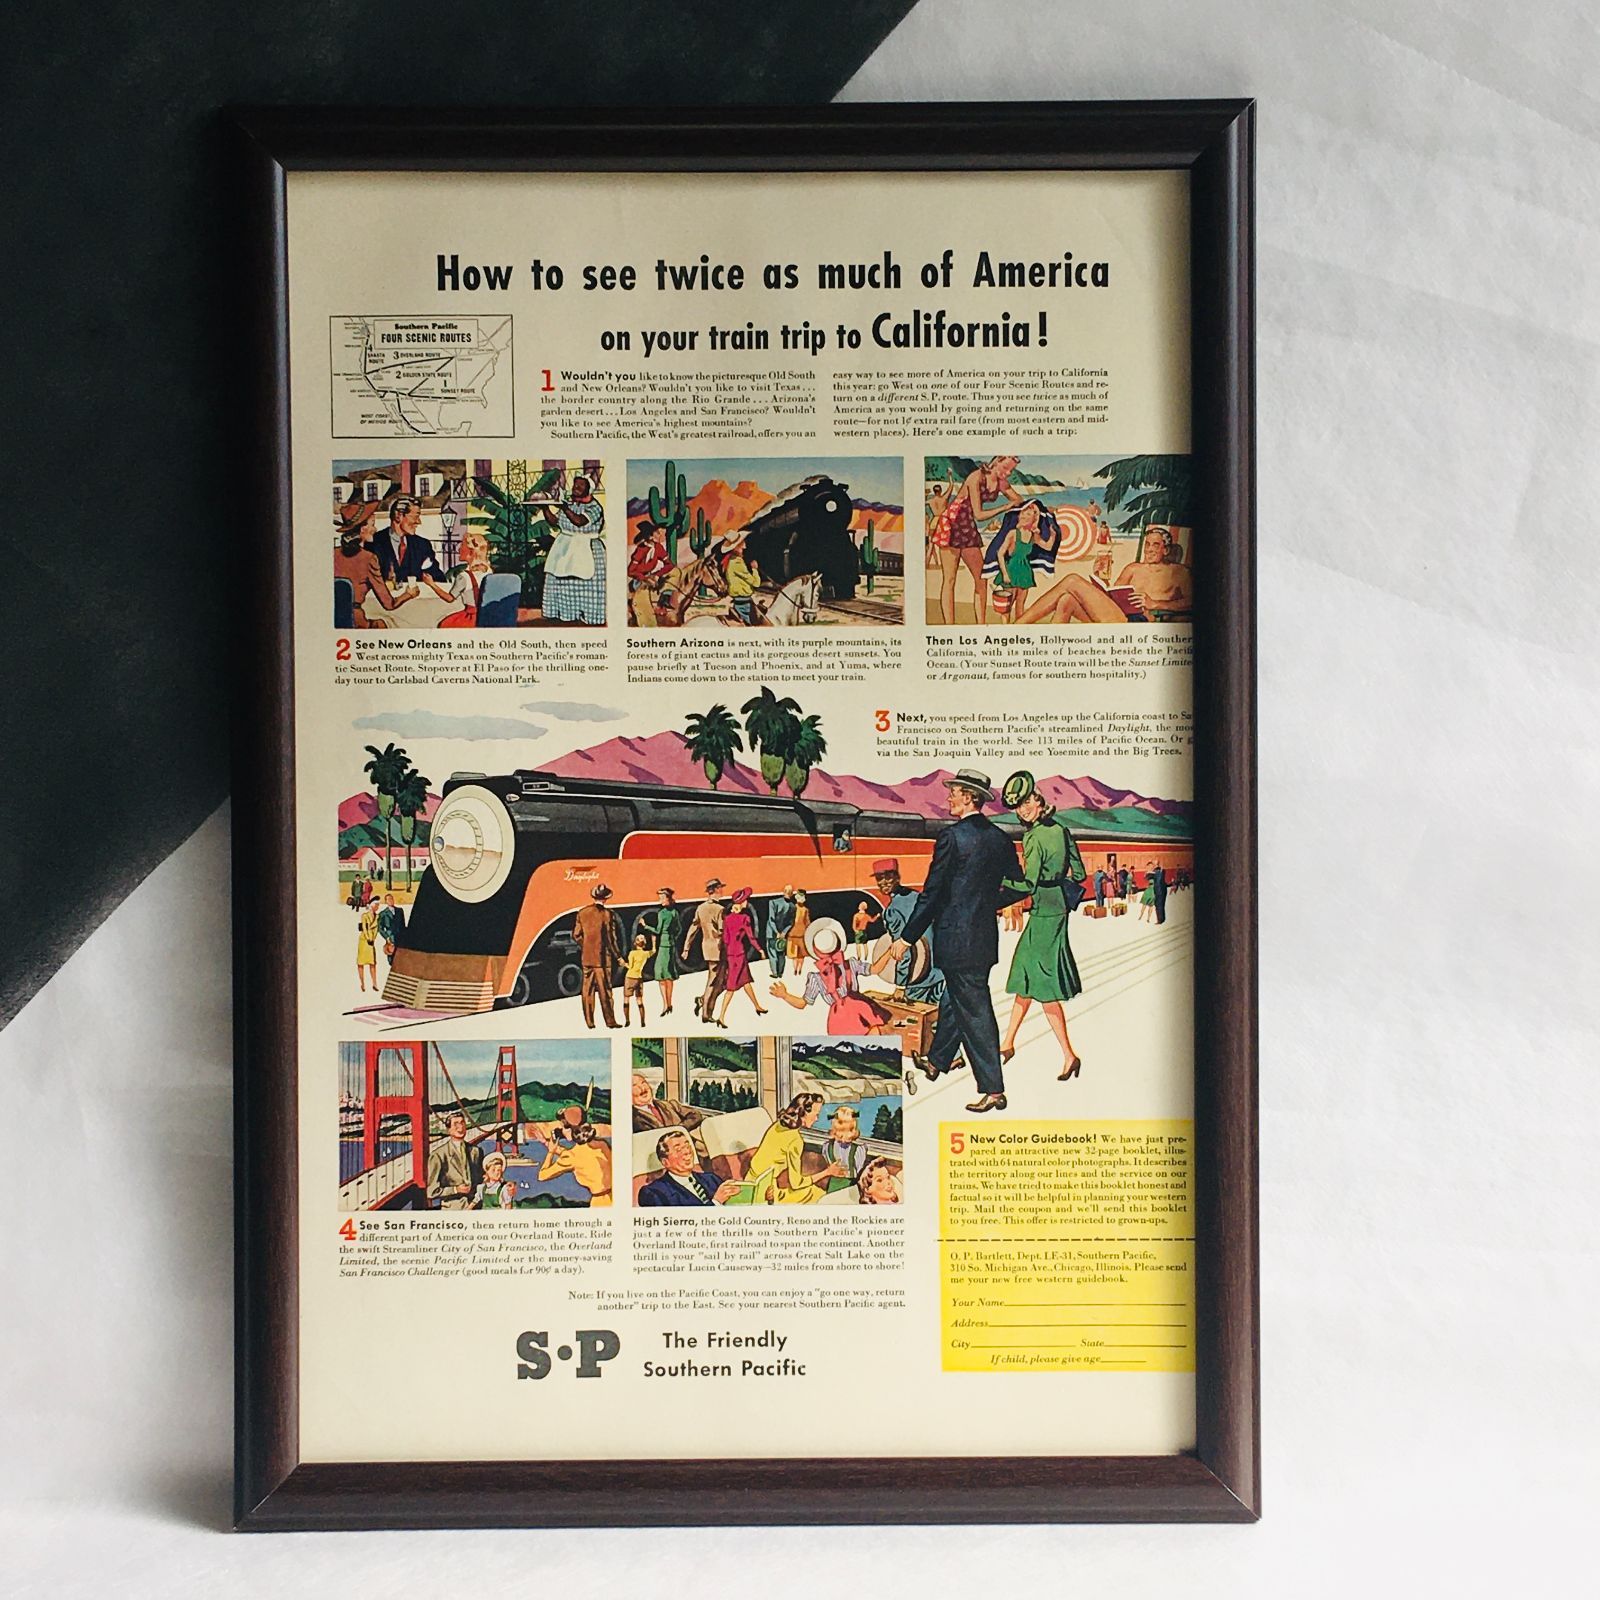 How to see twice as much of America
on your train trip to California!
Southern Pacific
FOUR SCENIC ROUTES
4
SHASTA
ROUTE
3 OVERLAND ROUTE
2 GOLDEN STATE ROUTE
1
SUNSET ROUTE
WEST COAST
OF MEXICO ROUTE
1 Wouldn't you like to know the picturesque Old South
and New Orleans? Wouldn't you like to visit Texas...
the border country along the Rio Grande... Arizona's
garden desert... Los Angeles and San Francisco? Wouldn't
you like to see America's highest mountains?
Southern Pacific, the West's greatest railroad, offers you an
easy way to see more of America on your trip to California
this year: go West on one of our Four Scenic Routes and re-
turn on a different S. P. route. Thus you see twice as much of
America as you would by going and returning on the same
route—for not 1¢ extra rail fare (from most eastern and mid-
western places). Here's one example of such a trip:
2 See New Orleans and the Old South, then speed
West across mighty Texas on Southern Pacific's roman-
tic Sunset Route. Stopover at El Paso for the thrilling one-
day tour to Carlsbad Caverns National Park.
Southern Arizona is next, with its purple mountains, its
forests of giant cactus and its gorgeous desert sunsets. You
pause briefly at Tucson and Phoenix, and at Yuma, where
Indians come down to the station to meet your train.
Then Los Angeles, Hollywood and all of Souther
California, with its miles of beaches beside the Pacif
Ocean. (Your Sunset Route train will be the Sunset Limite
or Argonaut, famous for southern hospitality.)
3 Next, you speed from Los Angeles up the California coast to Sa
Francisco on Southern Pacific's streamlined Daylight, the mos
beautiful train in the world. See 113 miles of Pacific Ocean. Or g
via the San Joaquin Valley and see Yosemite and the Big Trees.
Daylight
4 See San Francisco, then return home through a
different part of America on our Overland Route. Ride
the swift Streamliner City of San Francisco, the Overland
Limited, the scenic Pacific Limited or the money-saving
San Francisco Challenger (good meals for 90¢ a day).
High Sierra, the Gold Country, Reno and the Rockies are
just a few of the thrills on Southern Pacific's pioneer
Overland Route, first railroad to span the continent. Another
thrill is your "sail by rail" across Great Salt Lake on the
spectacular Lucin Causeway—32 miles from shore to shore!
Note: If you live on the Pacific Coast, you can enjoy a "go one way, return
another" trip to the East. See your nearest Southern Pacific agent.
S·P The Friendly
Southern Pacific
5 New Color Guidebook! We have just pre-
pared an attractive new 32-page booklet, illus-
trated with 64 natural color photographs. It describes
the territory along our lines and the service on our
trains. We have tried to make this booklet honest and
factual so it will be helpful in planning your western
trip. Mail the coupon and we'll send this booklet
to you free. This offer is restricted to grown-ups.
O. P. Bartlett, Dept. LE-31, Southern Pacific,
310 So. Michigan Ave., Chicago, Illinois. Please send
me your new free western guidebook.
Your Name
Address
City State
If child, please give age